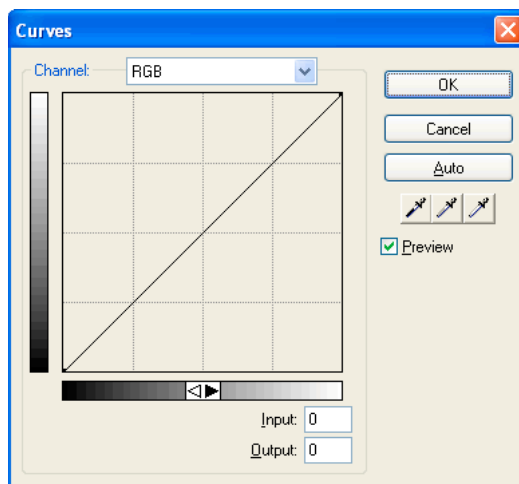 Curves
Channel: RGB
OK
Cancel
Auto
Preview
Input: 0
Output: 0